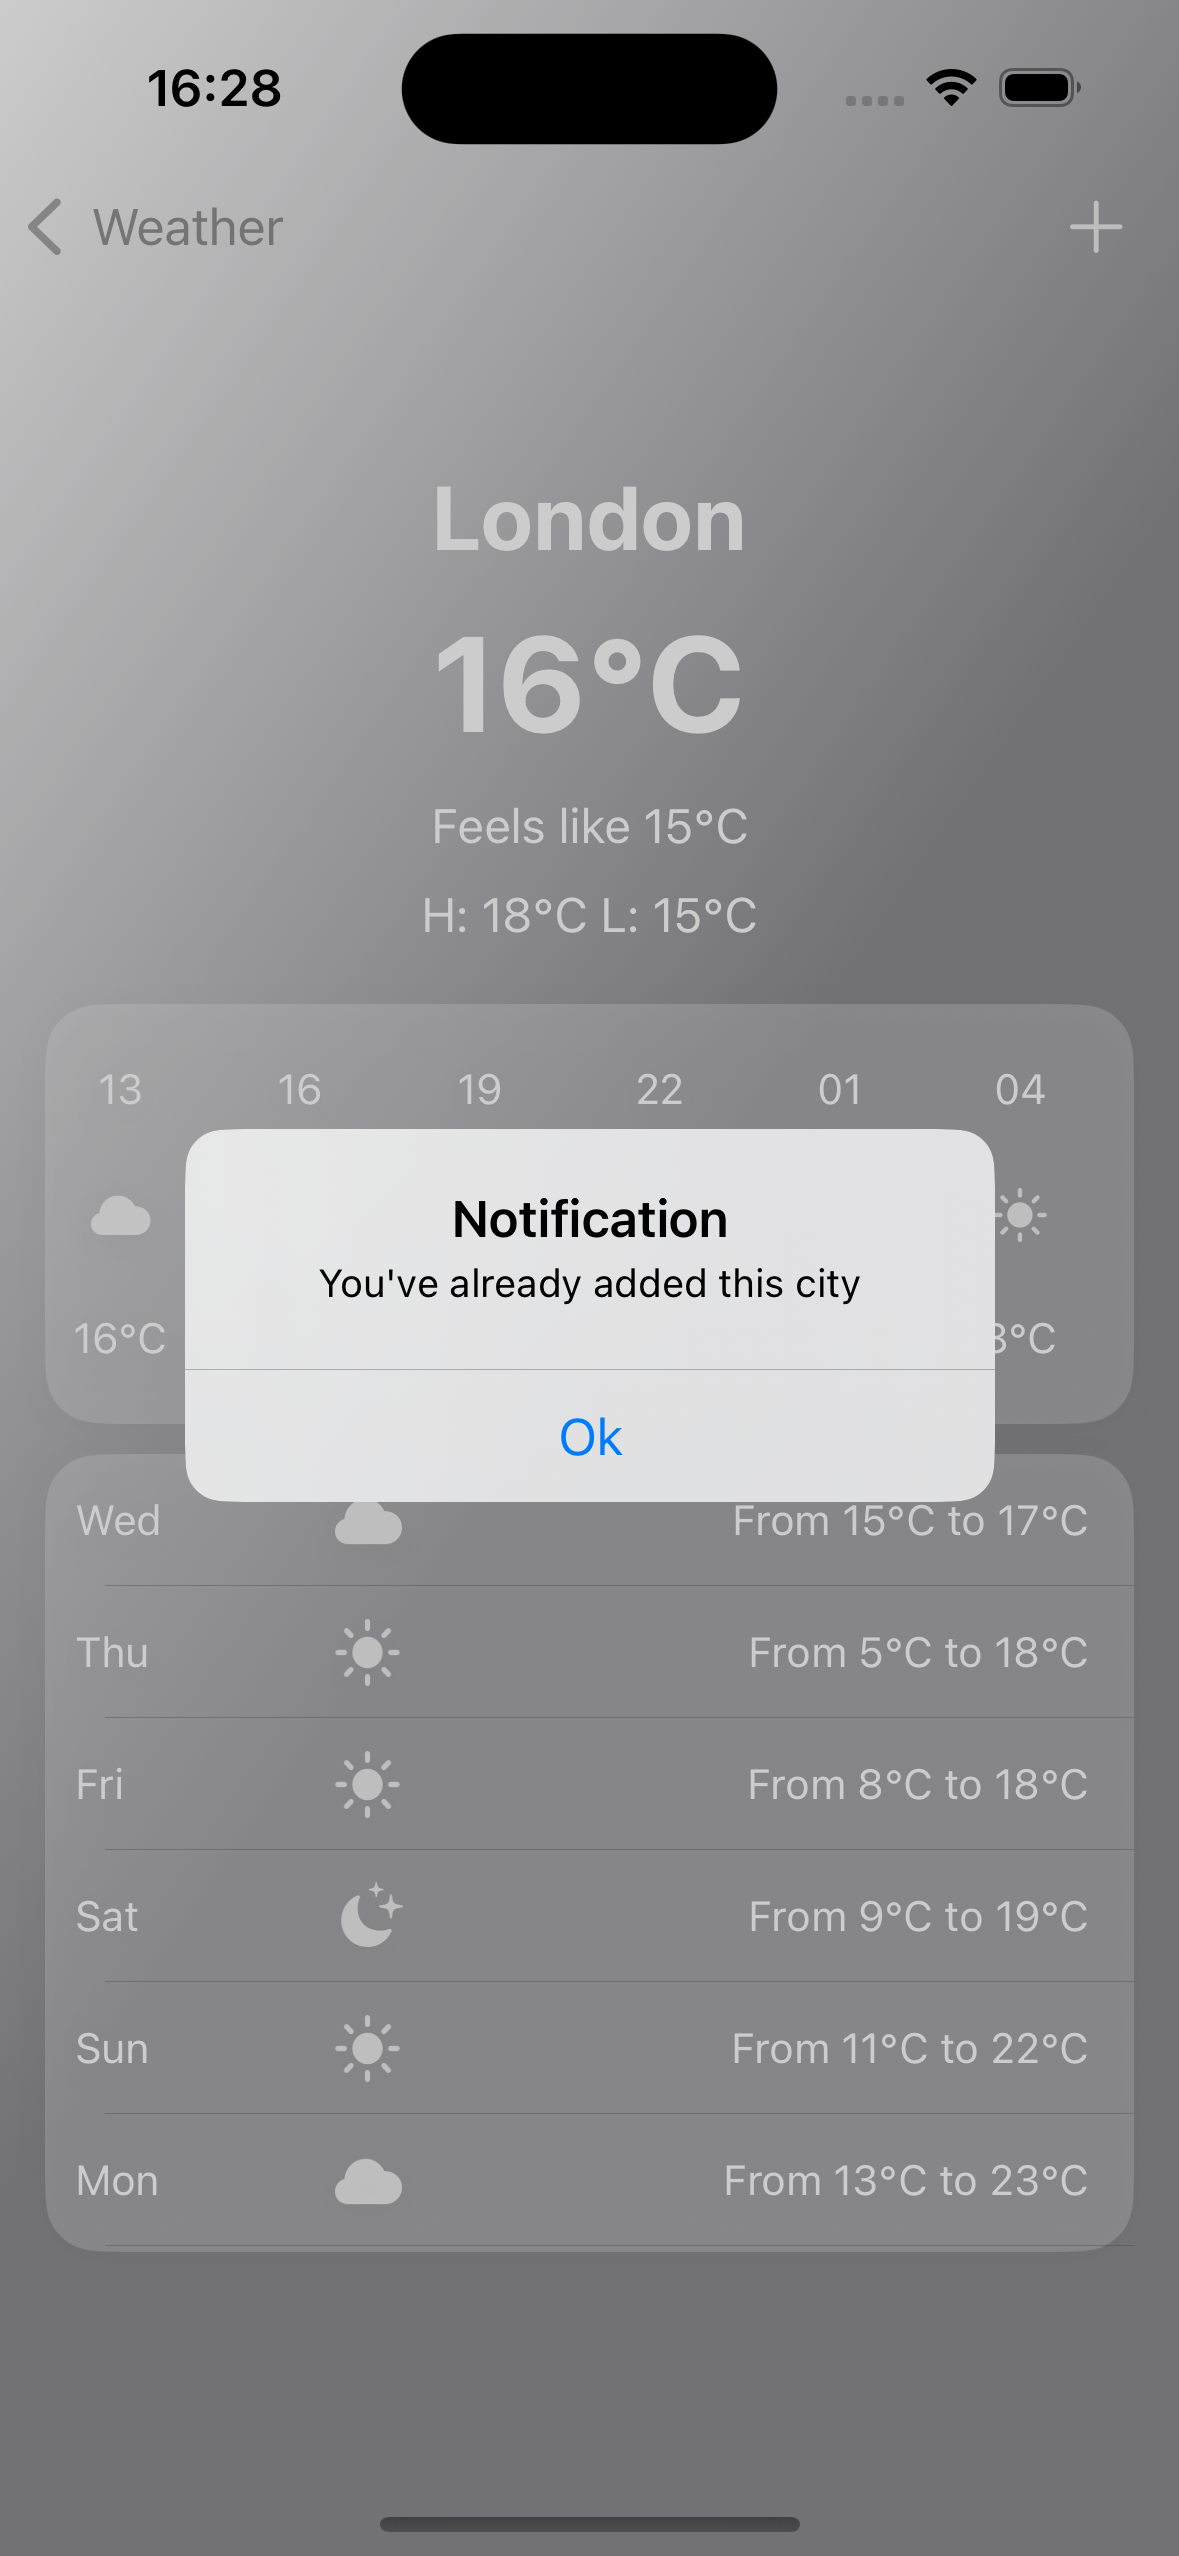 16:28
Weather
London
16°C
Feels like 15°C
H: 18°C L: 15°C
13 16 19 22 01 04
Notification
You've already added this city
16°C
Ok
Wed From 15°C to 17°C
Thu From 5°C to 18°C
Fri From 8°C to 18°C
Sat From 9°C to 19°C
Sun From 11°C to 22°C
Mon From 13°C to 23°C